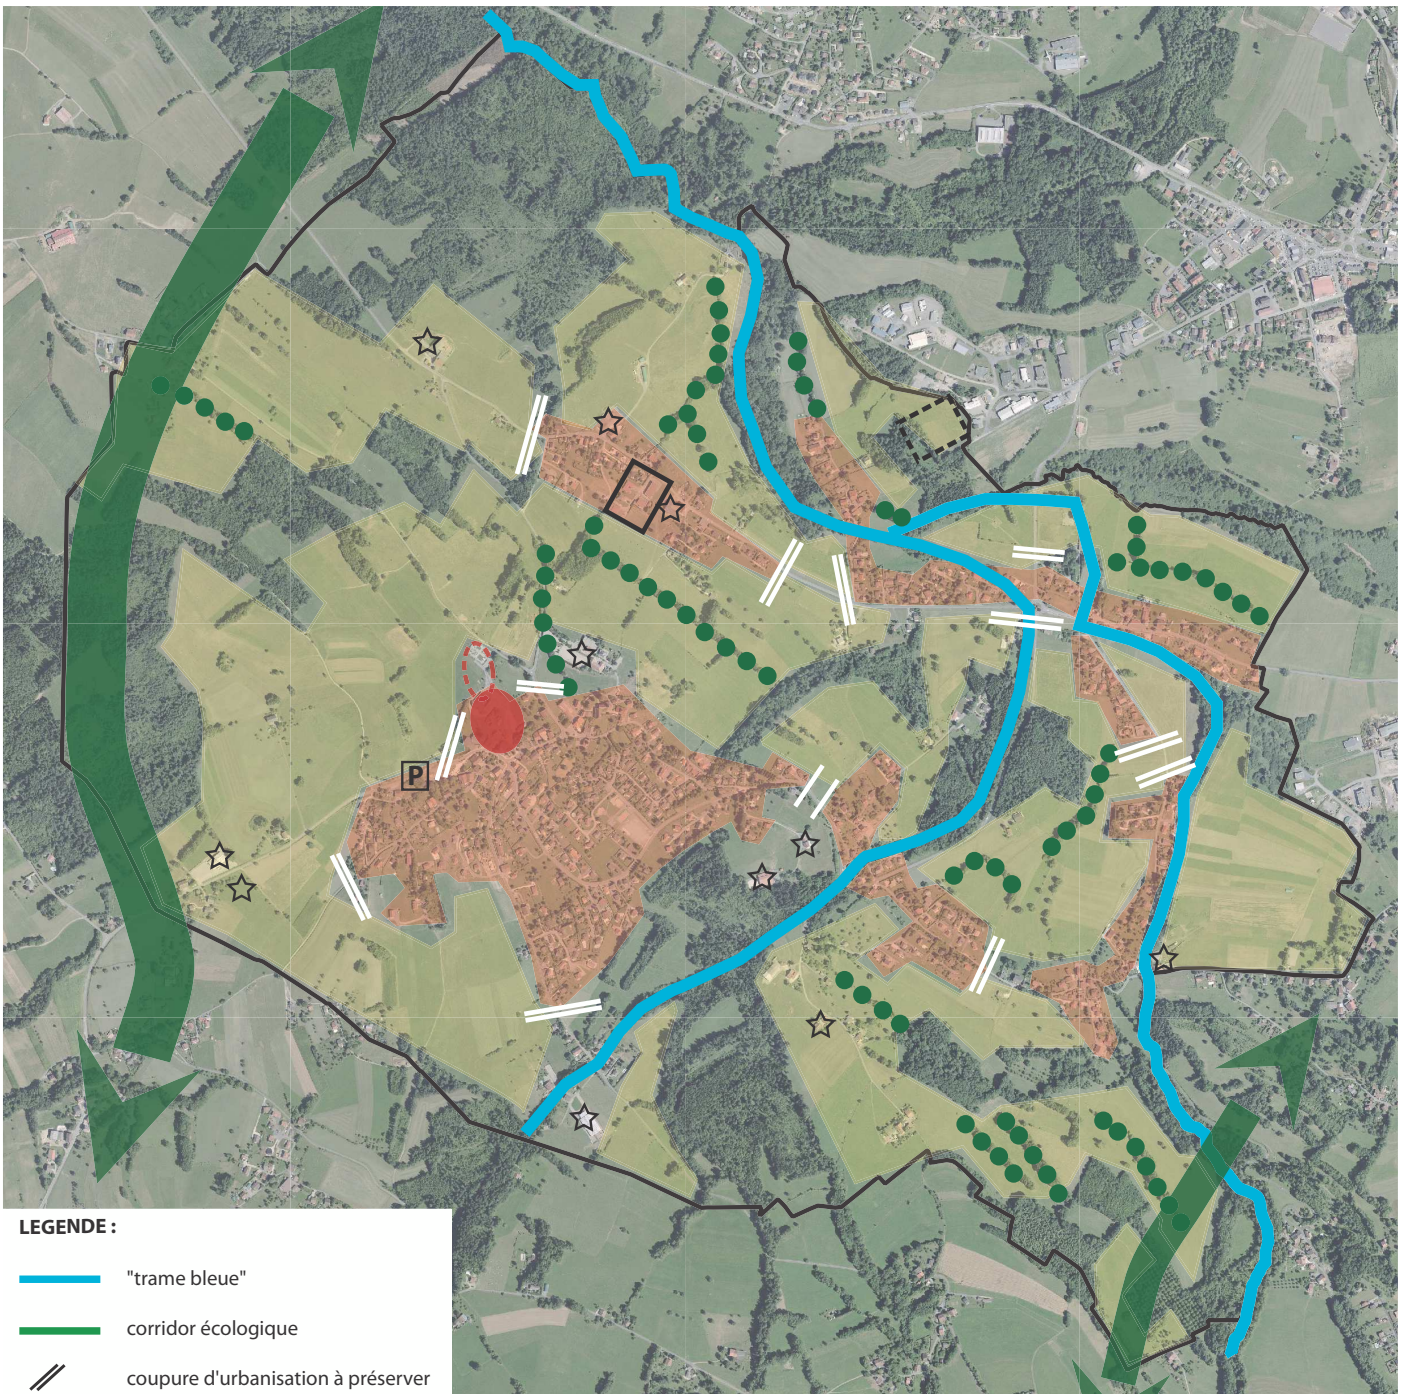 P
LEGENDE :
"trame bleue"
corridor écologique
coupure d'urbanisation à préserver